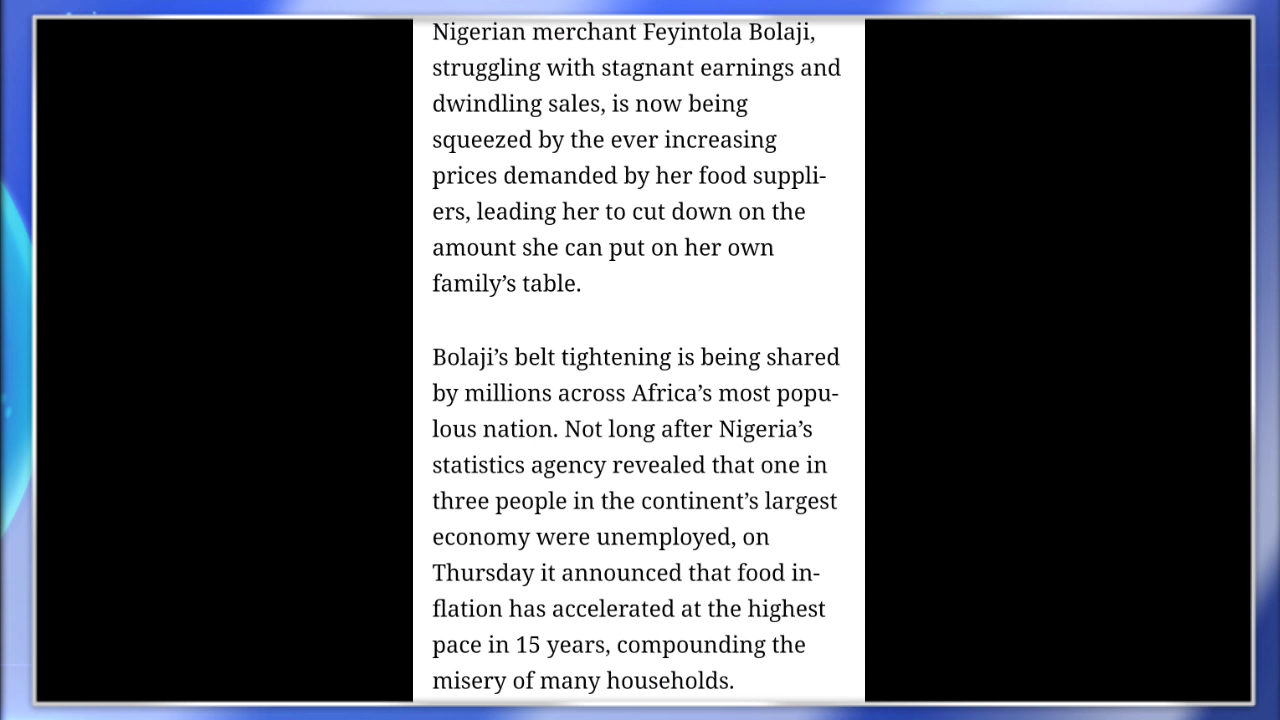 Nigerian merchant Feyintola Bolaji,
struggling with stagnant earnings and
dwindling sales, is now being
squeezed by the ever increasing
prices demanded by her food suppli-
ers, leading her to cut down on the
amount she can put on her own
family’s table.
Bolaji’s belt tightening is being shared
by millions across Africa’s most popu-
lous nation. Not long after Nigeria’s
statistics agency revealed that one in
three people in the continent’s largest
economy were unemployed, on
Thursday it announced that food in-
flation has accelerated at the highest
pace in 15 years, compounding the
misery of many households.